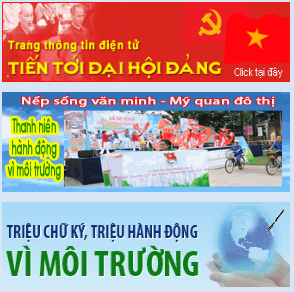 Trang thông tin điện tử
TIẾN TỚI ĐẠI HỘI ĐẢNG
Click tại đây
Nếp sống văn minh - Mỹ quan đô thị
Thanh niên
hành động
vì môi trường
TRIỆU CHỮ KÝ, TRIỆU HÀNH ĐỘNG
VÌ MÔI TRƯỜNG